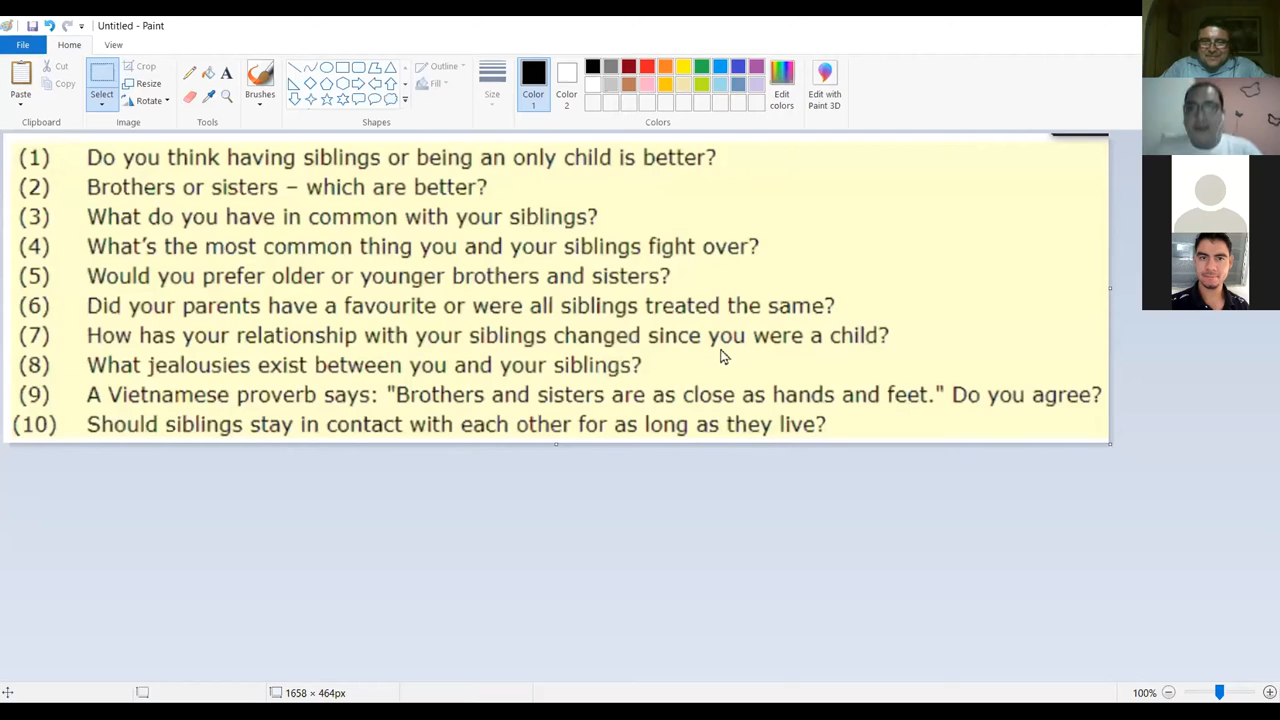 Untitled - Paint
File Home View
Paste
Cut
Copy
Clipboard
Select
Crop
Resize
Rotate
Image
Tools
Brushes
Outline
Fill
Shapes
Size
Color 1
Color 2
Edit colors
Colors
Edit with Paint 3D
(1) Do you think having siblings or being an only child is better?
(2) Brothers or sisters – which are better?
(3) What do you have in common with your siblings?
(4) What's the most common thing you and your siblings fight over?
(5) Would you prefer older or younger brothers and sisters?
(6) Did your parents have a favourite or were all siblings treated the same?
(7) How has your relationship with your siblings changed since you were a child?
(8) What jealousies exist between you and your siblings?
(9) A Vietnamese proverb says: "Brothers and sisters are as close as hands and feet." Do you agree?
(10) Should siblings stay in contact with each other for as long as they live?
1658 × 464px
100%